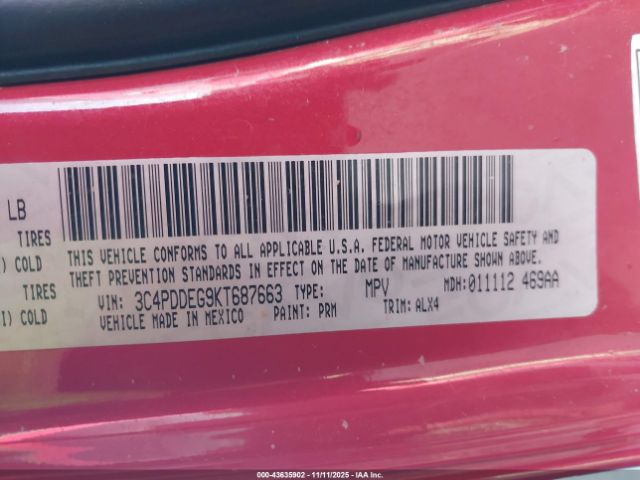 LB
TIRES
) COLD
TIRES
I) COLD
THIS VEHICLE CONFORMS TO ALL APPLICABLE U.S.A. FEDERAL MOTOR VEHICLE SAFETY AND
THEFT PREVENTION STANDARDS IN EFFECT ON THE DATE OF MANUFACTURE SHOWN ABOVE.
VIN: 3C4PDDEG9KT687663 TYPE: MPV MDH: 011112 469AA
VEHICLE MADE IN MEXICO PAINT: PRM TRIM: ALX4
000-43635902 - 11/11/2025 - IAAC